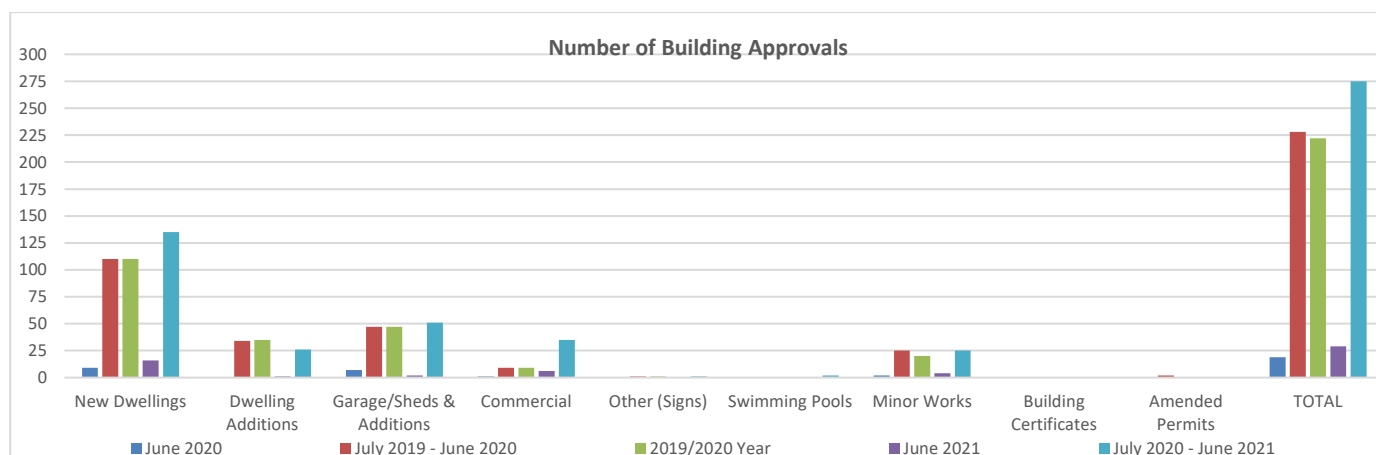 Number of Building Approvals
300
275
250
225
200
175
150
125
100
75
50
25
0
New Dwellings
Dwelling
Additions
Garage/Sheds &
Additions
Commercial
Other (Signs)
Swimming Pools
Minor Works
Building
Certificates
Amended
Permits
TOTAL
June 2020
July 2019 - June 2020
2019/2020 Year
June 2021
July 2020 - June 2021